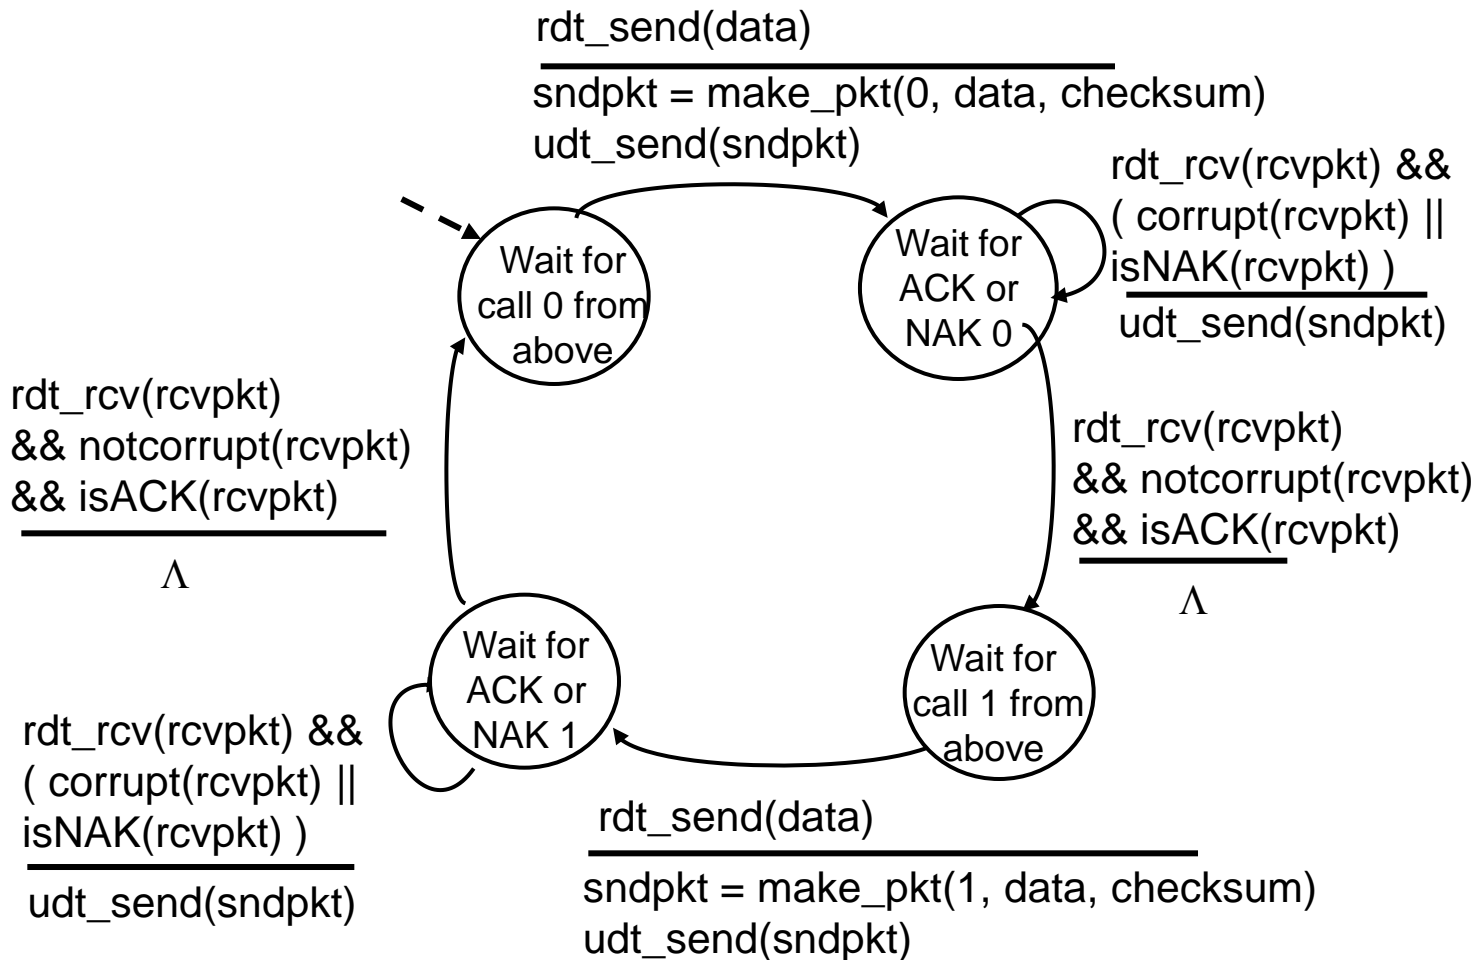 rdt_send(data)
sndpkt = make_pkt(0, data, checksum)
udt_send(sndpkt)
rdt_rcv(rcvpkt) &&
( corrupt(rcvpkt) ||
isNAK(rcvpkt) )
udt_send(sndpkt)
Wait for
call 0 from
above
Wait for
ACK or
NAK 0
rdt_rcv(rcvpkt)
&& notcorrupt(rcvpkt)
&& isACK(rcvpkt)
Λ
rdt_rcv(rcvpkt)
&& notcorrupt(rcvpkt)
&& isACK(rcvpkt)
Λ
Wait for
ACK or
NAK 1
Wait for
call 1 from
above
rdt_rcv(rcvpkt) &&
( corrupt(rcvpkt) ||
isNAK(rcvpkt) )
udt_send(sndpkt)
rdt_send(data)
sndpkt = make_pkt(1, data, checksum)
udt_send(sndpkt)